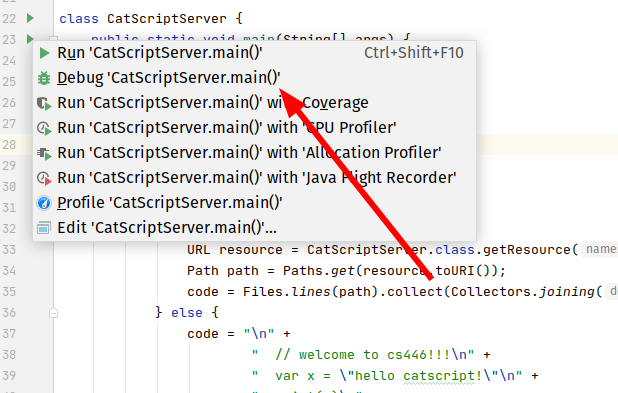 22 class CatScriptServer {
23 public static void main(String[] args) {
24 Run 'CatScriptServer.main()' Ctrl+Shift+F10
25 Debug 'CatScriptServer.main()'
26 Run 'CatScriptServer.main()' with Coverage
27 Run 'CatScriptServer.main()' with 'CPU Profiler'
28 Run 'CatScriptServer.main()' with 'Allocation Profiler'
Run 'CatScriptServer.main()' with 'Java Flight Recorder'
31 Profile 'CatScriptServer.main()'
32 Edit 'CatScriptServer.main()'...
33 URL resource = CatScriptServer.class.getResource(
34 Path path = Paths.get(resource.toURI());
35 code = Files.lines(path).collect(Collectors.joining(
36 } else {
37 code = "\n" +
38 " // welcome to cs446!!!\n" +
39 " var x = \"hello catscript!\"\n" +